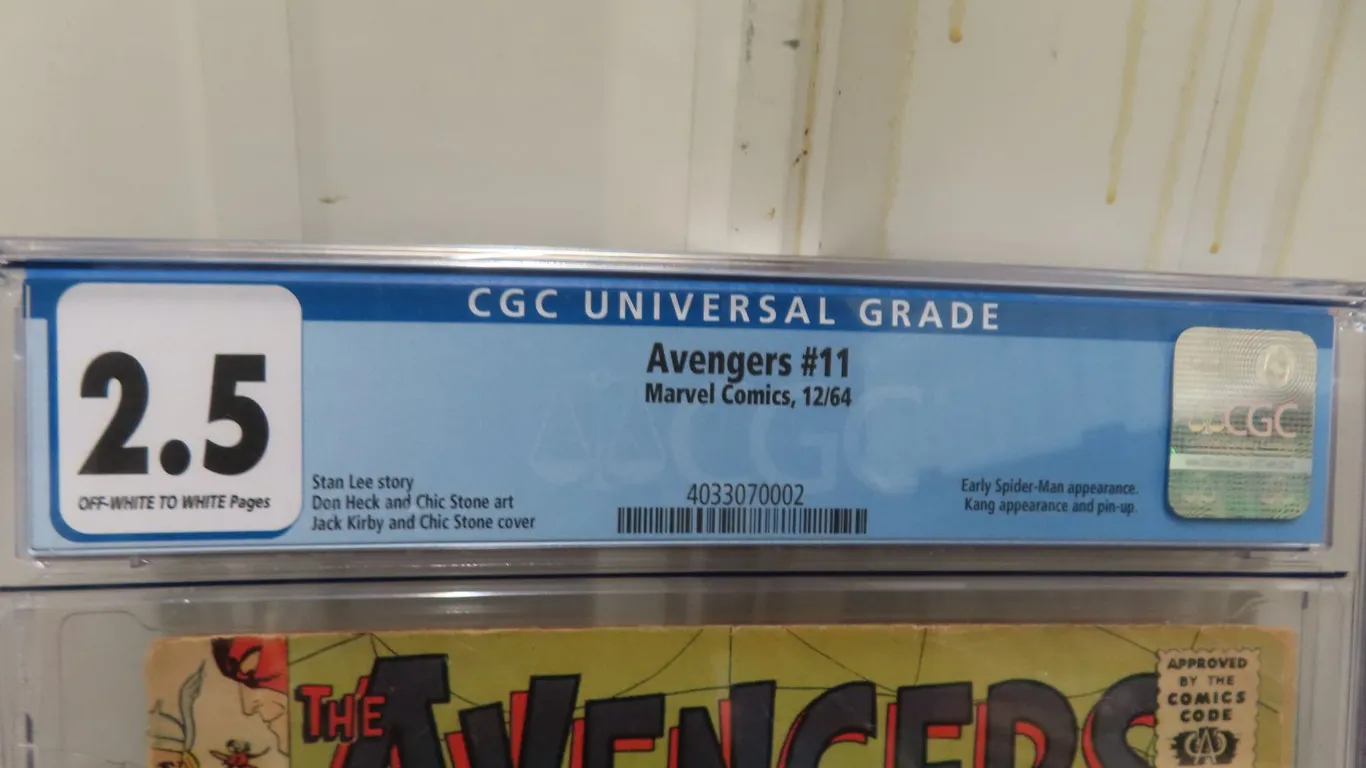 CGC UNIVERSAL GRADE
2.5
OFF-WHITE TO WHITE Pages
Avengers #11
Marvel Comics, 12/64
Stan Lee story
Don Heck and Chic Stone art
Jack Kirby and Chic Stone cover
4033070002
Early Spider-Man appearance.
Kang appearance and pin-up.
CGC
CGC
THE AVENGERS
APPROVED
BY THE
COMICS
CODE